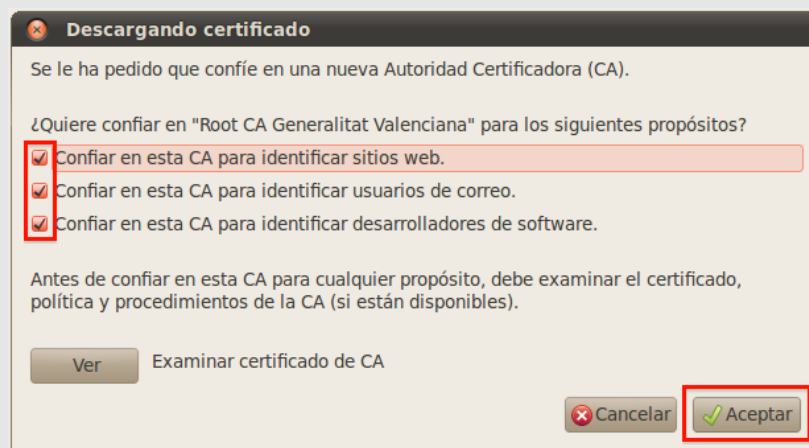 Descargando certificado
Se le ha pedido que confíe en una nueva Autoridad Certificadora (CA).
¿Quiere confiar en "Root CA Generalitat Valenciana" para los siguientes propósitos?
Confiar en esta CA para identificar sitios web.
Confiar en esta CA para identificar usuarios de correo.
Confiar en esta CA para identificar desarrolladores de software.
Antes de confiar en esta CA para cualquier propósito, debe examinar el certificado,
política y procedimientos de la CA (si están disponibles).
Ver Examinar certificado de CA
Cancelar Aceptar